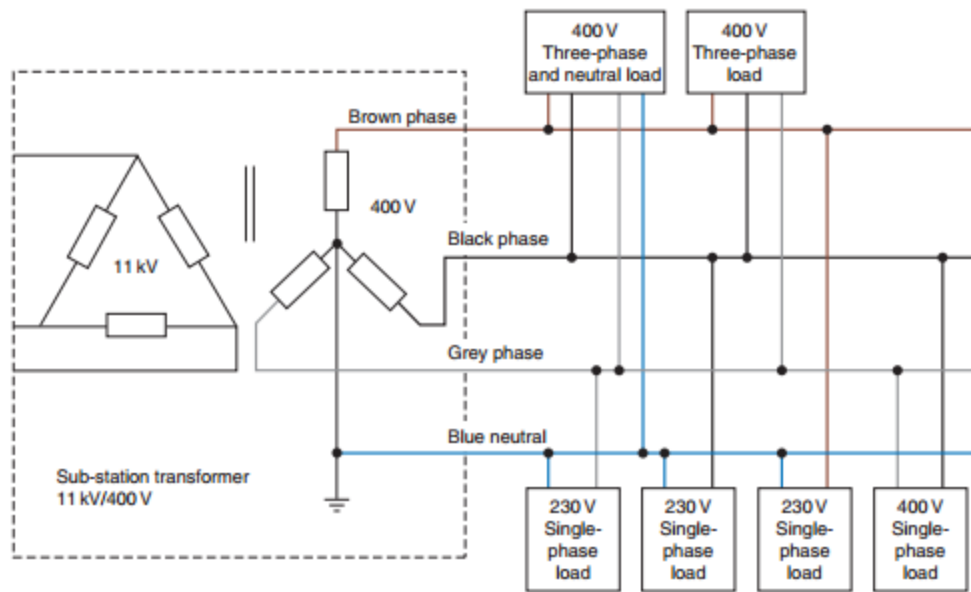 400 V
Three-phase
and neutral load
400 V
Three-phase
load
Brown phase
400 V
Black phase
11 kV
Grey phase
Blue neutral
Sub-station transformer
11 kV/400 V
230 V
Single-
phase
load
230 V
Single-
phase
load
230 V
Single-
phase
load
400 V
Single-
phase
load